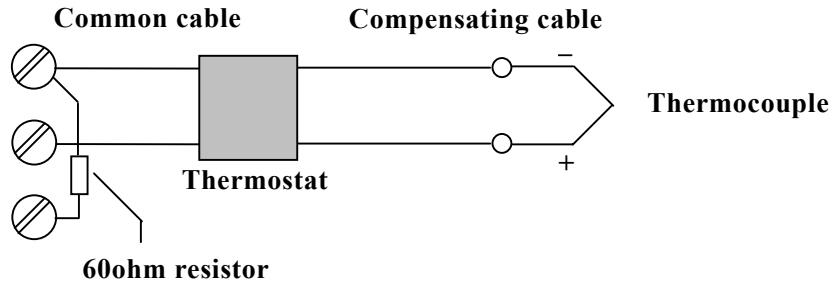 Common cable
Compensating cable
−
Thermocouple
+
Thermostat
60ohm resistor